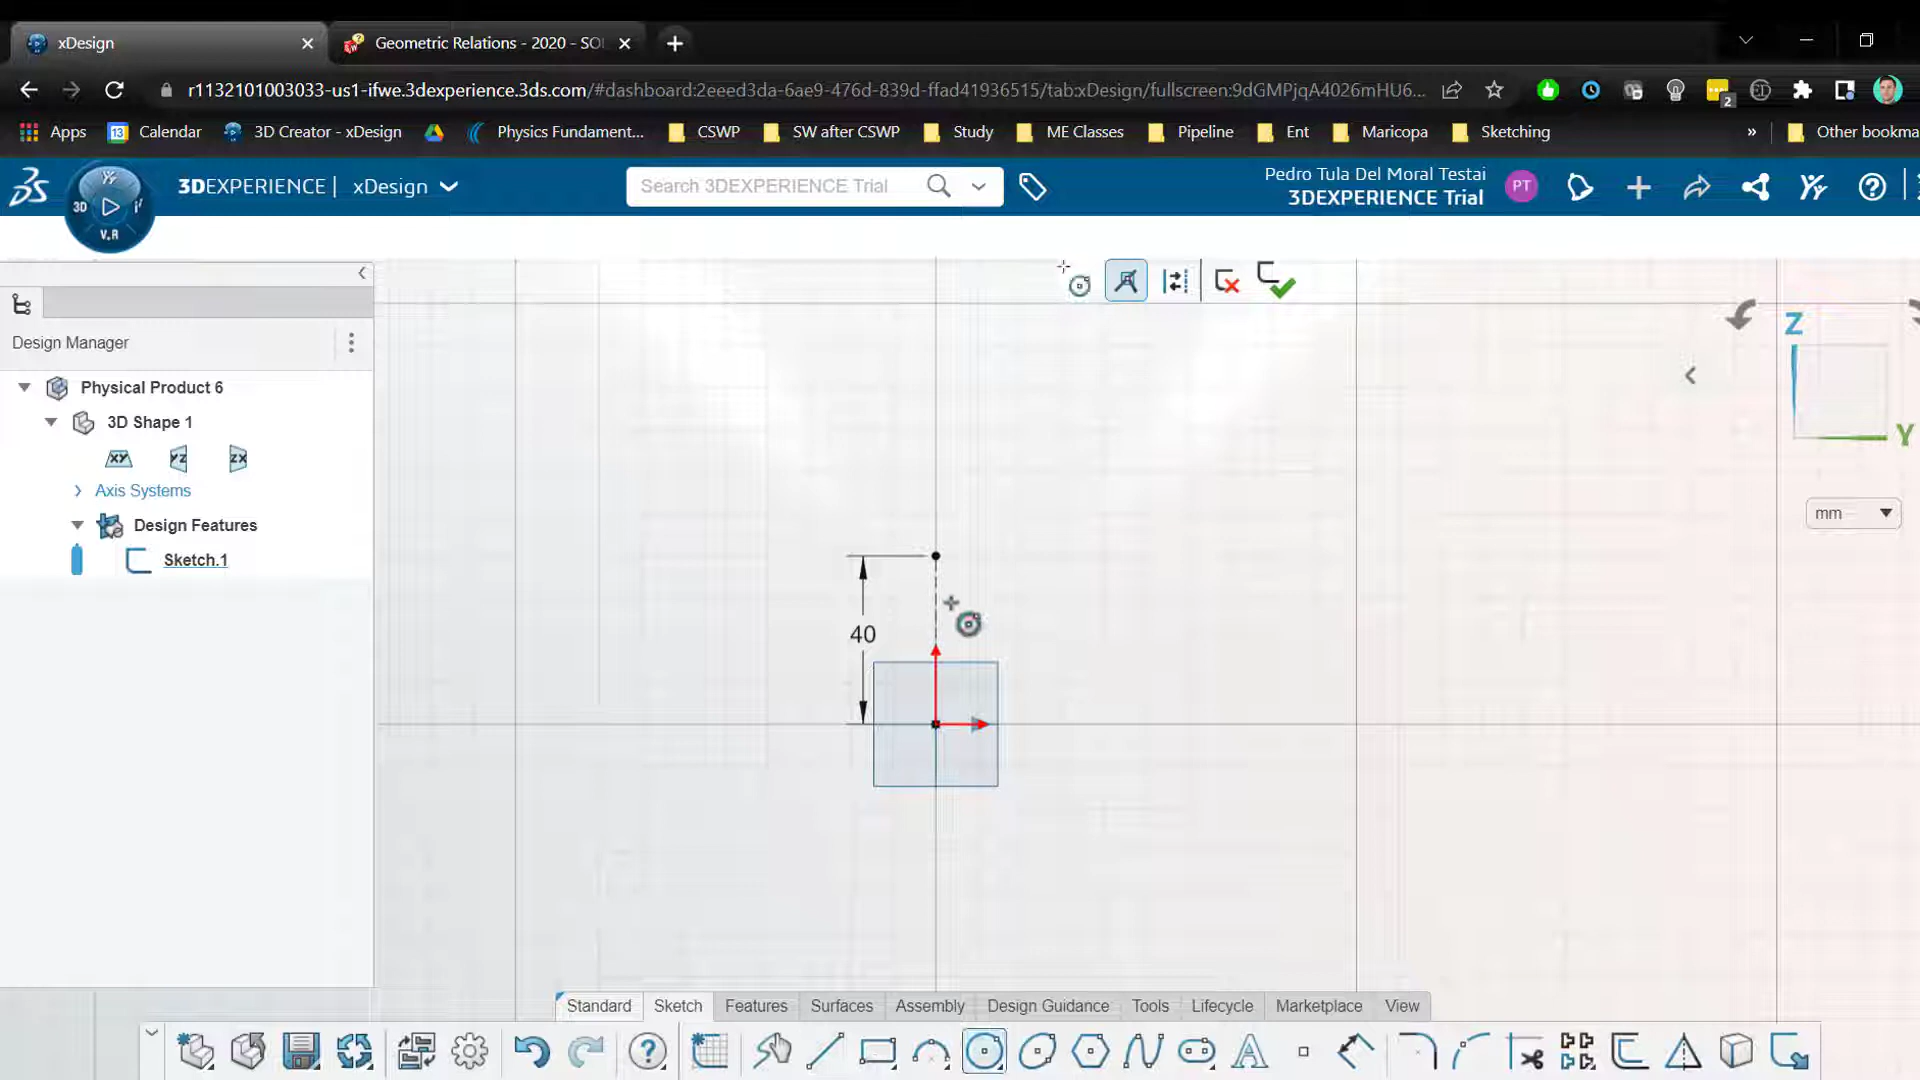 xDesign
Geometric Relations - 2020 - SOL
r1132101003033-us1-ifwe.3dexperience.3ds.com/#dashboard:2eeed3da-6ae9-476d-839d-ffad41936515/tab:xDesign/fullscreen:9dGMPjqA4026mHU6...
2
Apps
13
Calendar
3D Creator - xDesign
Physics Fundament...
CSWP
SW after CSWP
Study
ME Classes
Pipeline
Ent
Maricopa
Sketching
»
Other bookma
3D
V.R
3DEXPERIENCE | xDesign
Search 3DEXPERIENCE Trial
Pedro Tula Del Moral Testai
3DEXPERIENCE Trial
PT
Design Manager
Physical Product 6
3D Shape 1
XY
YZ
ZX
Axis Systems
Design Features
Sketch.1
Z
Y
mm
40
Standard
Sketch
Features
Surfaces
Assembly
Design Guidance
Tools
Lifecycle
Marketplace
View